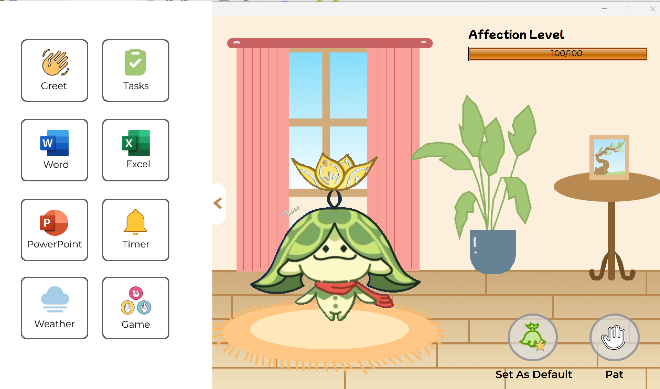 Greet
Tasks
W
Word
X
Excel
P
PowerPoint
Timer
Weather
Game
Affection Level
100/100
Set As Default
Pat